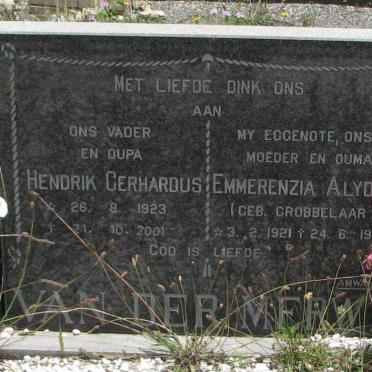 MET LIEFDE DINK ONS
AAN
ONS VADER
EN OUPA
HENDRIK GERHARDUS
26. 8. 1923
† 21. 10. 2001
MY EGGENOTE, ONS
MOEDER EN OUMA
EMMERENZIA ALYD
(GEB. GROBBELAAR
* 3. 2. 1921 † 24. 6. 19
GOD IS LIEFDE
AMWA
VAN DER MERW